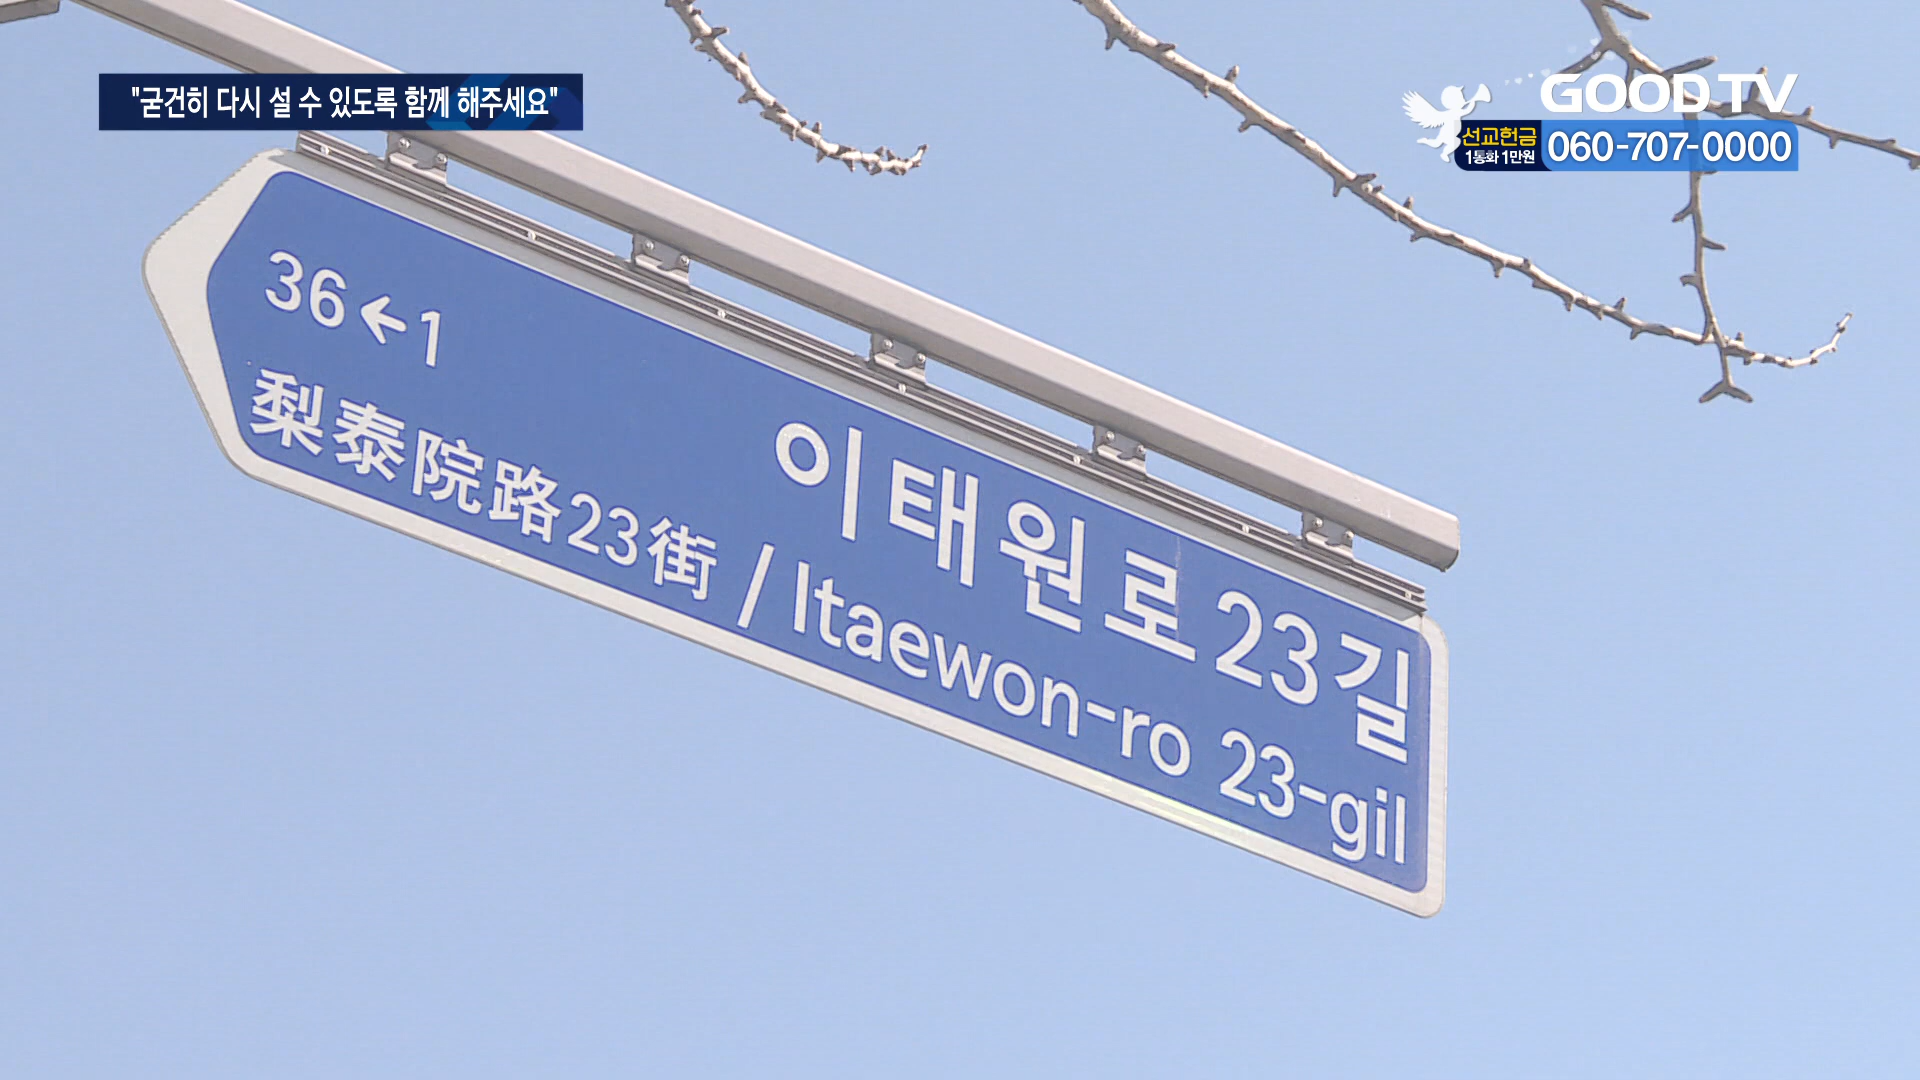 "굳건히 다시 설 수 있도록 함께 해주세요"
GOODTV
선교헌금
1통화 1만원
060-707-0000
36←1
이태원로23길
梨泰院路23街 / Itaewon-ro 23-gil